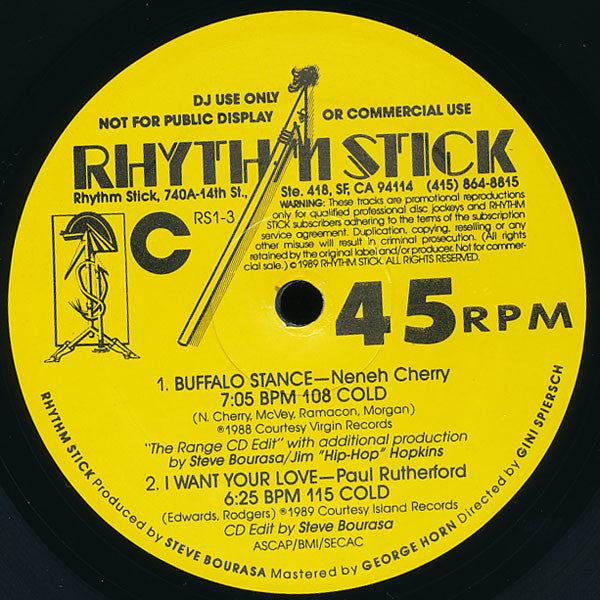 DJ USE ONLY
NOT FOR PUBLIC DISPLAY OR COMMERCIAL USE
RHYTHM STICK
Rhythm Stick, 740A-14th St., Ste. 418, SF, CA 94114 (415) 864-8815
WARNING: These tracks are promotional reproductions
only for qualified professional disc jockeys and RHYTHM
STICK subscribers adhering to the terms of the subscription
service agreement. Duplication, copying, reselling or any
other misuse will result in criminal prosecution. (All rights
retained by the original label and/or producer. Not for commer-
cial sale.) © 1989 RHYTHM STICK. ALL RIGHTS RESERVED.
RS1-3
C
45 RPM
1. BUFFALO STANCE—Neneh Cherry
7:05 BPM 108 COLD
(N. Cherry, McVey, Ramacon, Morgan)
℗1988 Courtesy Virgin Records
"The Range CD Edit" with additional production
by Steve Bourasa/Jim "Hip-Hop" Hopkins
2. I WANT YOUR LOVE—Paul Rutherford
6:25 BPM 115 COLD
(Edwards, Rodgers) ℗1989 Courtesy Island Records
CD Edit by Steve Bourasa
ASCAP/BMI/SECAC
RHYTHM STICK Produced by STEVE BOURASA Mastered by GEORGE HORN Directed by GINI SPIERSCH